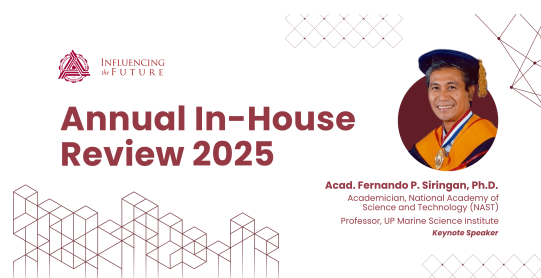 INFLUENCING
the FUTURE
Annual In-House
Review 2025
Acad. Fernando P. Siringan, Ph.D.
Academician, National Academy of
Science and Technology (NAST)
Professor, UP Marine Science Institute
Keynote Speaker